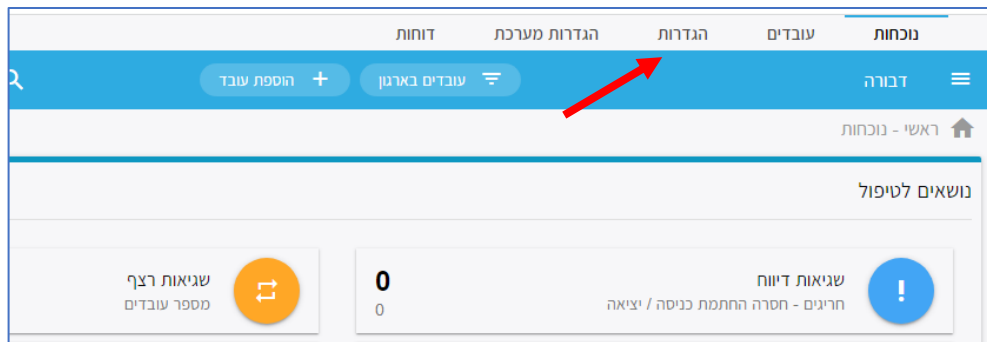 נוכחות עובדים הגדרות הגדרות מערכת דוחות
דבורה עובדים בארגון + הוספת עובד
ראשי - נוכחות
נושאים לטיפול
שגיאות דיווח 0
חריגים - חסרה החתמת כניסה / יציאה 0
שגיאות רצף
מספר עובדים